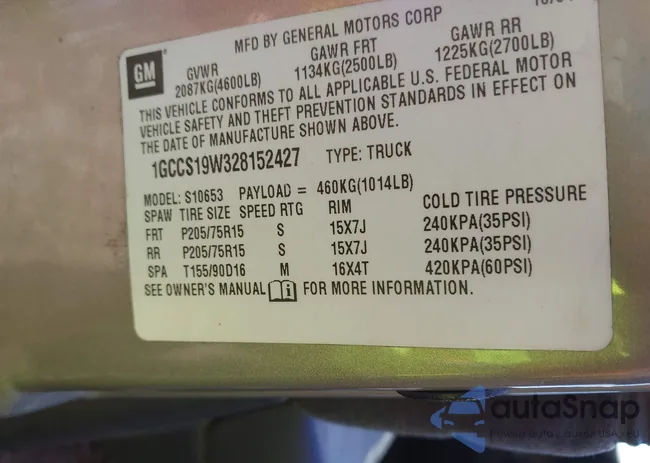 MFD BY GENERAL MOTORS CORP
GM
GVWR GAWR FRT GAWR RR
2087KG(4600LB) 1134KG(2500LB) 1225KG(2700LB)
THIS VEHICLE CONFORMS TO ALL APPLICABLE U.S. FEDERAL MOTOR
VEHICLE SAFETY AND THEFT PREVENTION STANDARDS IN EFFECT ON
THE DATE OF MANUFACTURE SHOWN ABOVE.
1GCCS19W328152427 TYPE: TRUCK
MODEL: S10653 PAYLOAD = 460KG(1014LB)
SPAW TIRE SIZE SPEED RTG RIM COLD TIRE PRESSURE
FRT P205/75R15 S 15X7J 240KPA(35PSI)
RR P205/75R15 S 15X7J 240KPA(35PSI)
SPA T155/90D16 M 16X4T 420KPA(60PSI)
SEE OWNER'S MANUAL i FOR MORE INFORMATION.
autaSnap